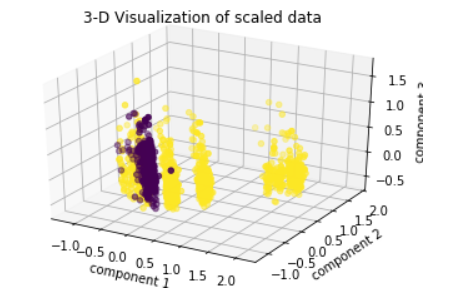 3-D Visualization of scaled data
1.5
1.0
0.5
0.0
−0.5
component 3
−1.0 −0.5 0.0 0.5 1.0 1.5 2.0
component 1
−1.0 −0.5 0.0 0.5 1.0 1.5 2.0
component 2